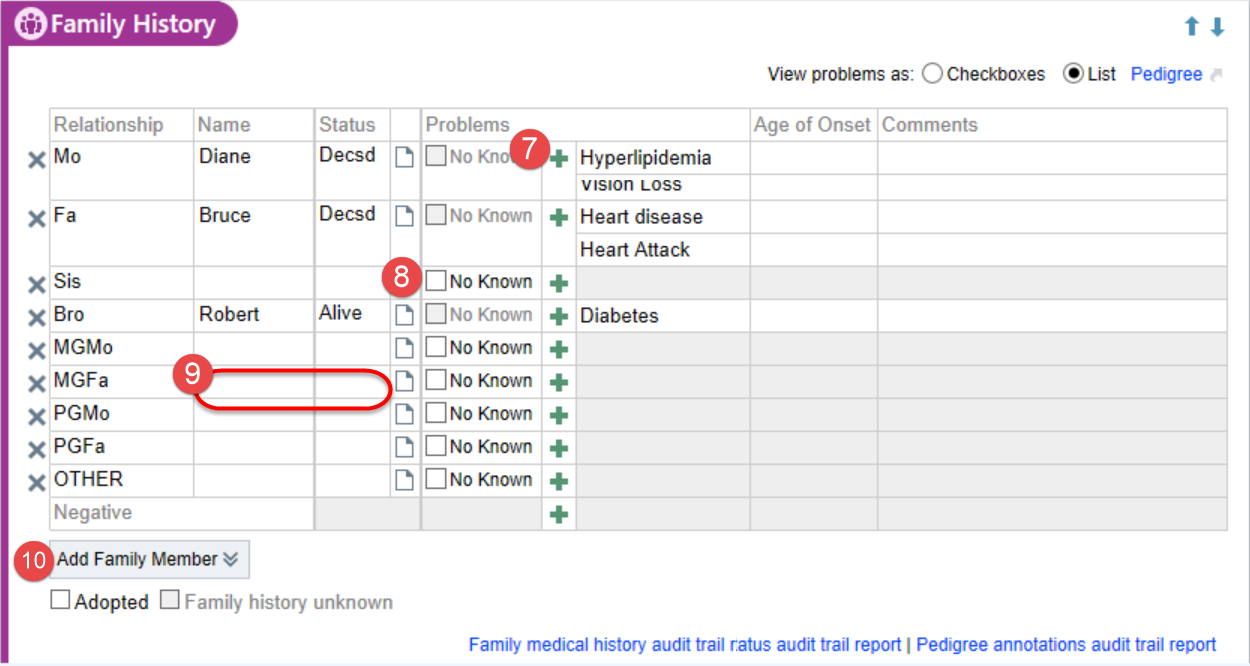 Family History
View problems as: Checkboxes List Pedigree
Relationship Name Status Problems Age of Onset Comments
Mo Diane Decsd No Kno 7 Hyperlipidemia
Vision Loss
Fa Bruce Decsd No Known Heart disease
Heart Attack
Sis 8 No Known
Bro Robert Alive No Known Diabetes
MGMo No Known
9
MGFa No Known
PGMo No Known
PGFa No Known
OTHER No Known
Negative
10 Add Family Member
Adopted Family history unknown
Family medical history audit trail ratus audit trail report | Pedigree annotations audit trail report